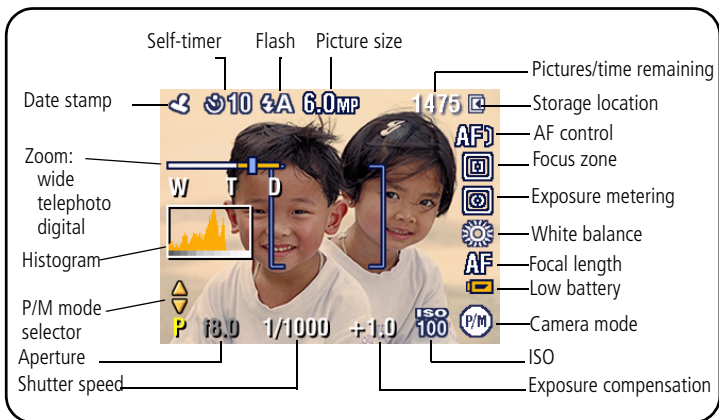 Self-timer
Flash
Picture size
Pictures/time remaining
Date stamp
10
A
6.0MP
1475
Storage location
AF
AF control
Zoom:
wide
telephoto
digital
Focus zone
W T D
Exposure metering
Histogram
White balance
AF
Focal length
Low battery
P/M mode
selector
P
f8.0
1/1000
+1.0
ISO
100
P/M
Camera mode
Aperture
ISO
Shutter speed
Exposure compensation